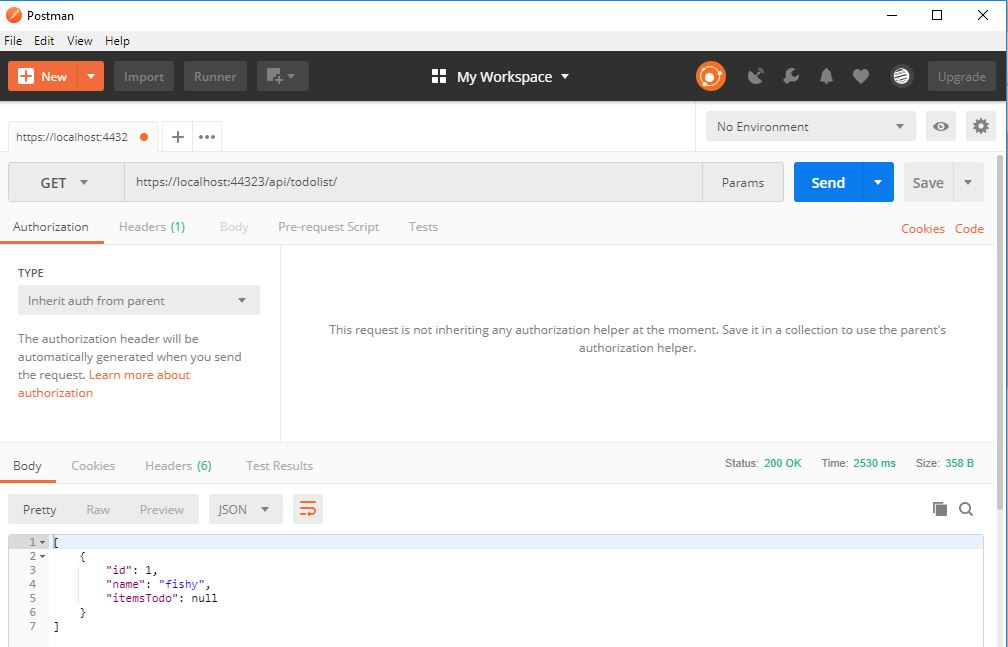 Postman
File Edit View Help
New Import Runner My Workspace Upgrade
https://localhost:4432 No Environment
GET https://localhost:44323/api/todolist/ Params Send Save
Authorization Headers (1) Body Pre-request Script Tests Cookies Code
TYPE
Inherit auth from parent
The authorization header will be
automatically generated when you send
the request. Learn more about
authorization
This request is not inheriting any authorization helper at the moment. Save it in a collection to use the parent's
authorization helper.
Body Cookies Headers (6) Test Results Status: 200 OK Time: 2530 ms Size: 358 B
Pretty Raw Preview JSON
1 [
2 {
3 "id": 1,
4 "name": "fishy",
5 "itemsTodo": null
6 }
7 ]